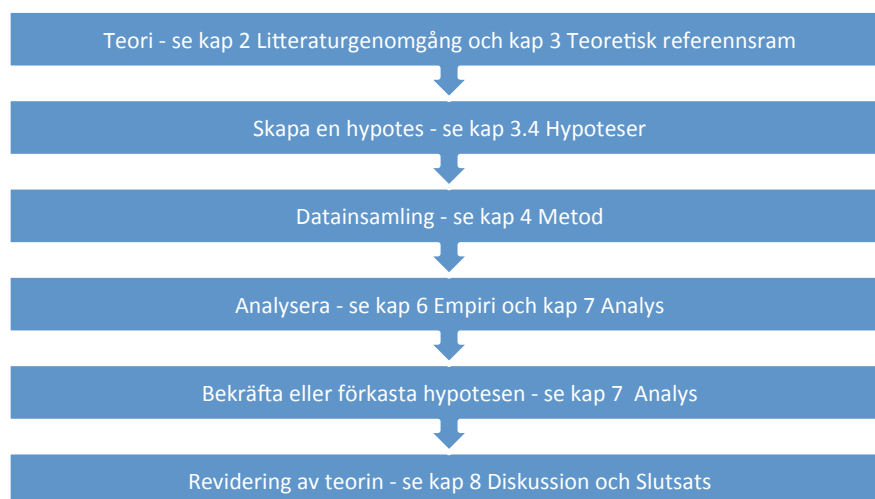 Teori - se kap 2 Litteraturgenomgång och kap 3 Teoretisk referennsram
Skapa en hypotes - se kap 3.4 Hypoteser
Datainsamling - se kap 4 Metod
Analysera - se kap 6 Empiri och kap 7 Analys
Bekräfta eller förkasta hypotesen - se kap 7  Analys
Revidering av teorin - se kap 8 Diskussion och Slutsats